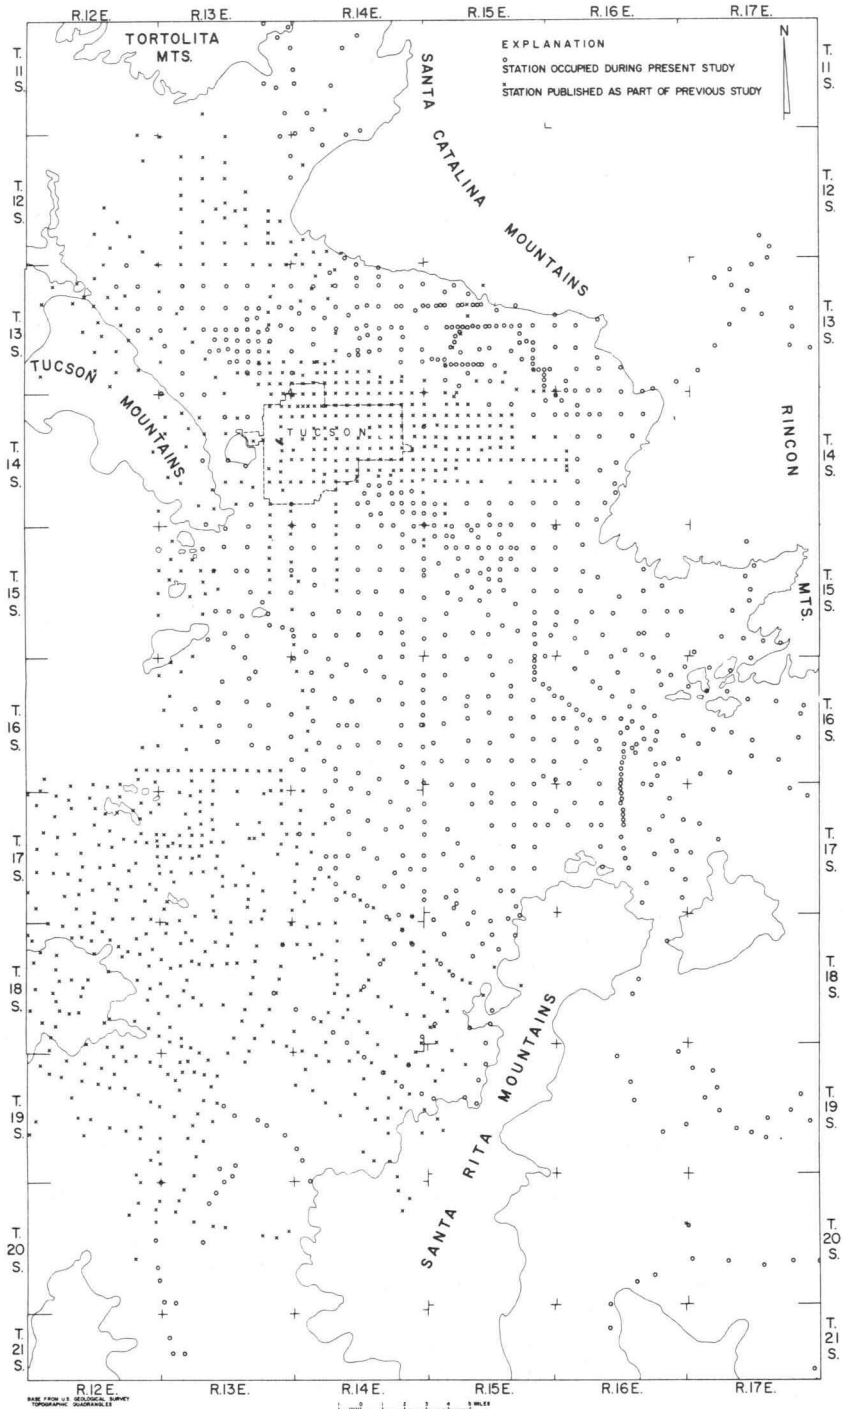 R.12E. R.13E. R.14E. R.15E. R.16E. R.17E.
TORTOLITA
MTS.
EXPLANATION
STATION OCCUPIED DURING PRESENT STUDY
STATION PUBLISHED AS PART OF PREVIOUS STUDY
N
SANTA
CATALINA
MOUNTAINS
T.
11
S.
T.
11
S.
T.
12
S.
T.
12
S.
T.
13
S.
T.
13
S.
TUCSON
MOUNTAINS
TUCSON
RINCON
MTS.
T.
14
S.
T.
14
S.
T.
15
S.
T.
15
S.
T.
16
S.
T.
16
S.
T.
17
S.
T.
17
S.
T.
18
S.
T.
18
S.
SANTA RITA MOUNTAINS
T.
19
S.
T.
19
S.
T.
20
S.
T.
20
S.
T.
21
S.
T.
21
S.
R.12E. R.13E. R.14E. R.15E. R.16E. R.17E.
BASE FROM U.S. GEOLOGICAL SURVEY
TOPOGRAPHIC QUADRANGLES
MILES